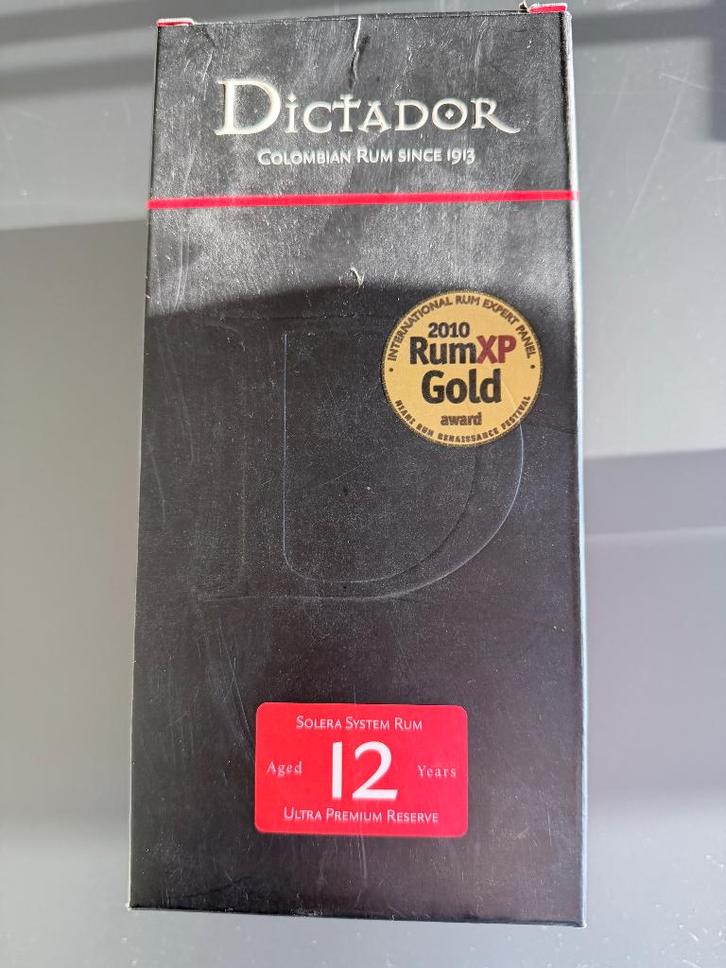 DICTADOR
COLOMBIAN RUM SINCE 1913
INTERNATIONAL RUM EXPERT PANEL
2010
RumXP
Gold
award
MIAMI RUM RENAISSANCE FESTIVAL
D
SOLERA SYSTEM RUM
Aged 12 Years
ULTRA PREMIUM RESERVE